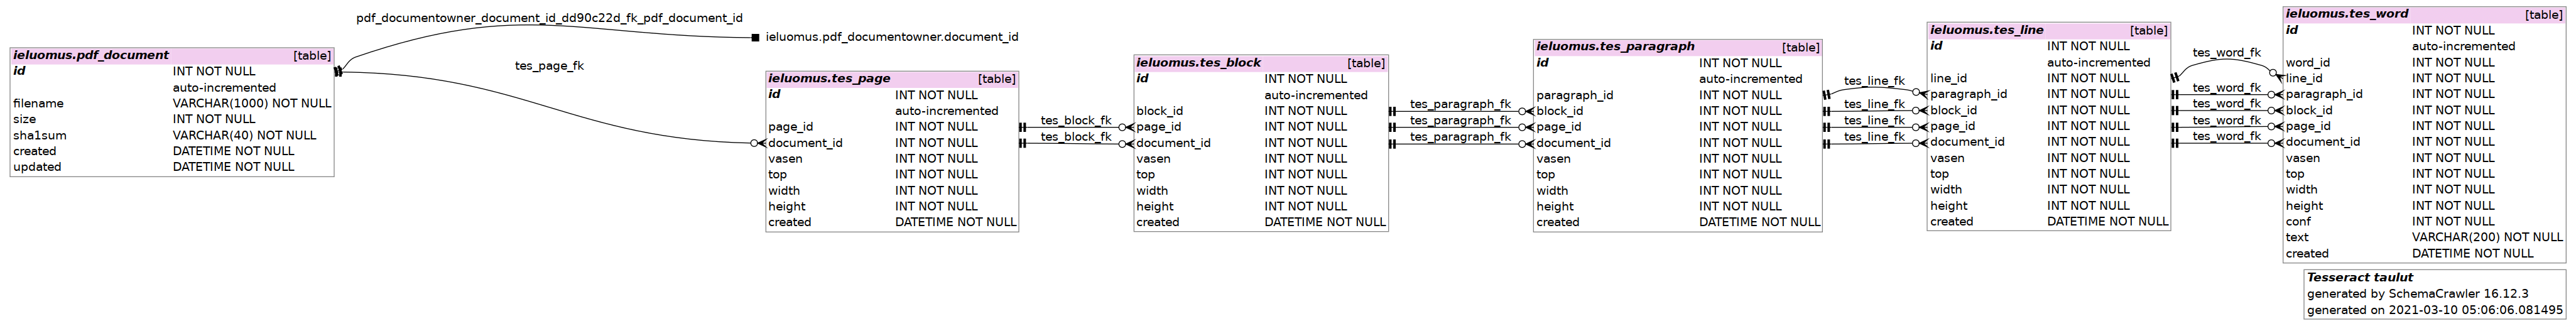 pdf_documentowner_document_id_dd90c22d_fk_pdf_document_id
ieluomus.pdf_documentowner.document_id
ieluomus.pdf_document [table]
id INT NOT NULL
auto-incremented
filename VARCHAR(1000) NOT NULL
size INT NOT NULL
sha1sum VARCHAR(40) NOT NULL
created DATETIME NOT NULL
updated DATETIME NOT NULL
tes_page_fk
ieluomus.tes_page [table]
id INT NOT NULL
auto-incremented
page_id INT NOT NULL
document_id INT NOT NULL
vasen INT NOT NULL
top INT NOT NULL
width INT NOT NULL
height INT NOT NULL
created DATETIME NOT NULL
tes_block_fk
tes_block_fk
ieluomus.tes_block [table]
id INT NOT NULL
auto-incremented
block_id INT NOT NULL
page_id INT NOT NULL
document_id INT NOT NULL
vasen INT NOT NULL
top INT NOT NULL
width INT NOT NULL
height INT NOT NULL
created DATETIME NOT NULL
tes_paragraph_fk
tes_paragraph_fk
tes_paragraph_fk
ieluomus.tes_paragraph [table]
id INT NOT NULL
auto-incremented
paragraph_id INT NOT NULL
block_id INT NOT NULL
page_id INT NOT NULL
document_id INT NOT NULL
vasen INT NOT NULL
top INT NOT NULL
width INT NOT NULL
height INT NOT NULL
created DATETIME NOT NULL
tes_line_fk
tes_line_fk
tes_line_fk
tes_line_fk
ieluomus.tes_line [table]
id INT NOT NULL
auto-incremented
line_id INT NOT NULL
paragraph_id INT NOT NULL
block_id INT NOT NULL
page_id INT NOT NULL
document_id INT NOT NULL
vasen INT NOT NULL
top INT NOT NULL
width INT NOT NULL
height INT NOT NULL
created DATETIME NOT NULL
tes_word_fk
tes_word_fk
tes_word_fk
tes_word_fk
tes_word_fk
ieluomus.tes_word [table]
id INT NOT NULL
auto-incremented
word_id INT NOT NULL
line_id INT NOT NULL
paragraph_id INT NOT NULL
block_id INT NOT NULL
page_id INT NOT NULL
document_id INT NOT NULL
vasen INT NOT NULL
top INT NOT NULL
width INT NOT NULL
height INT NOT NULL
conf INT NOT NULL
text VARCHAR(200) NOT NULL
created DATETIME NOT NULL
Tesseract taulut
generated by SchemaCrawler 16.12.3
generated on 2021-03-10 05:06:06.081495